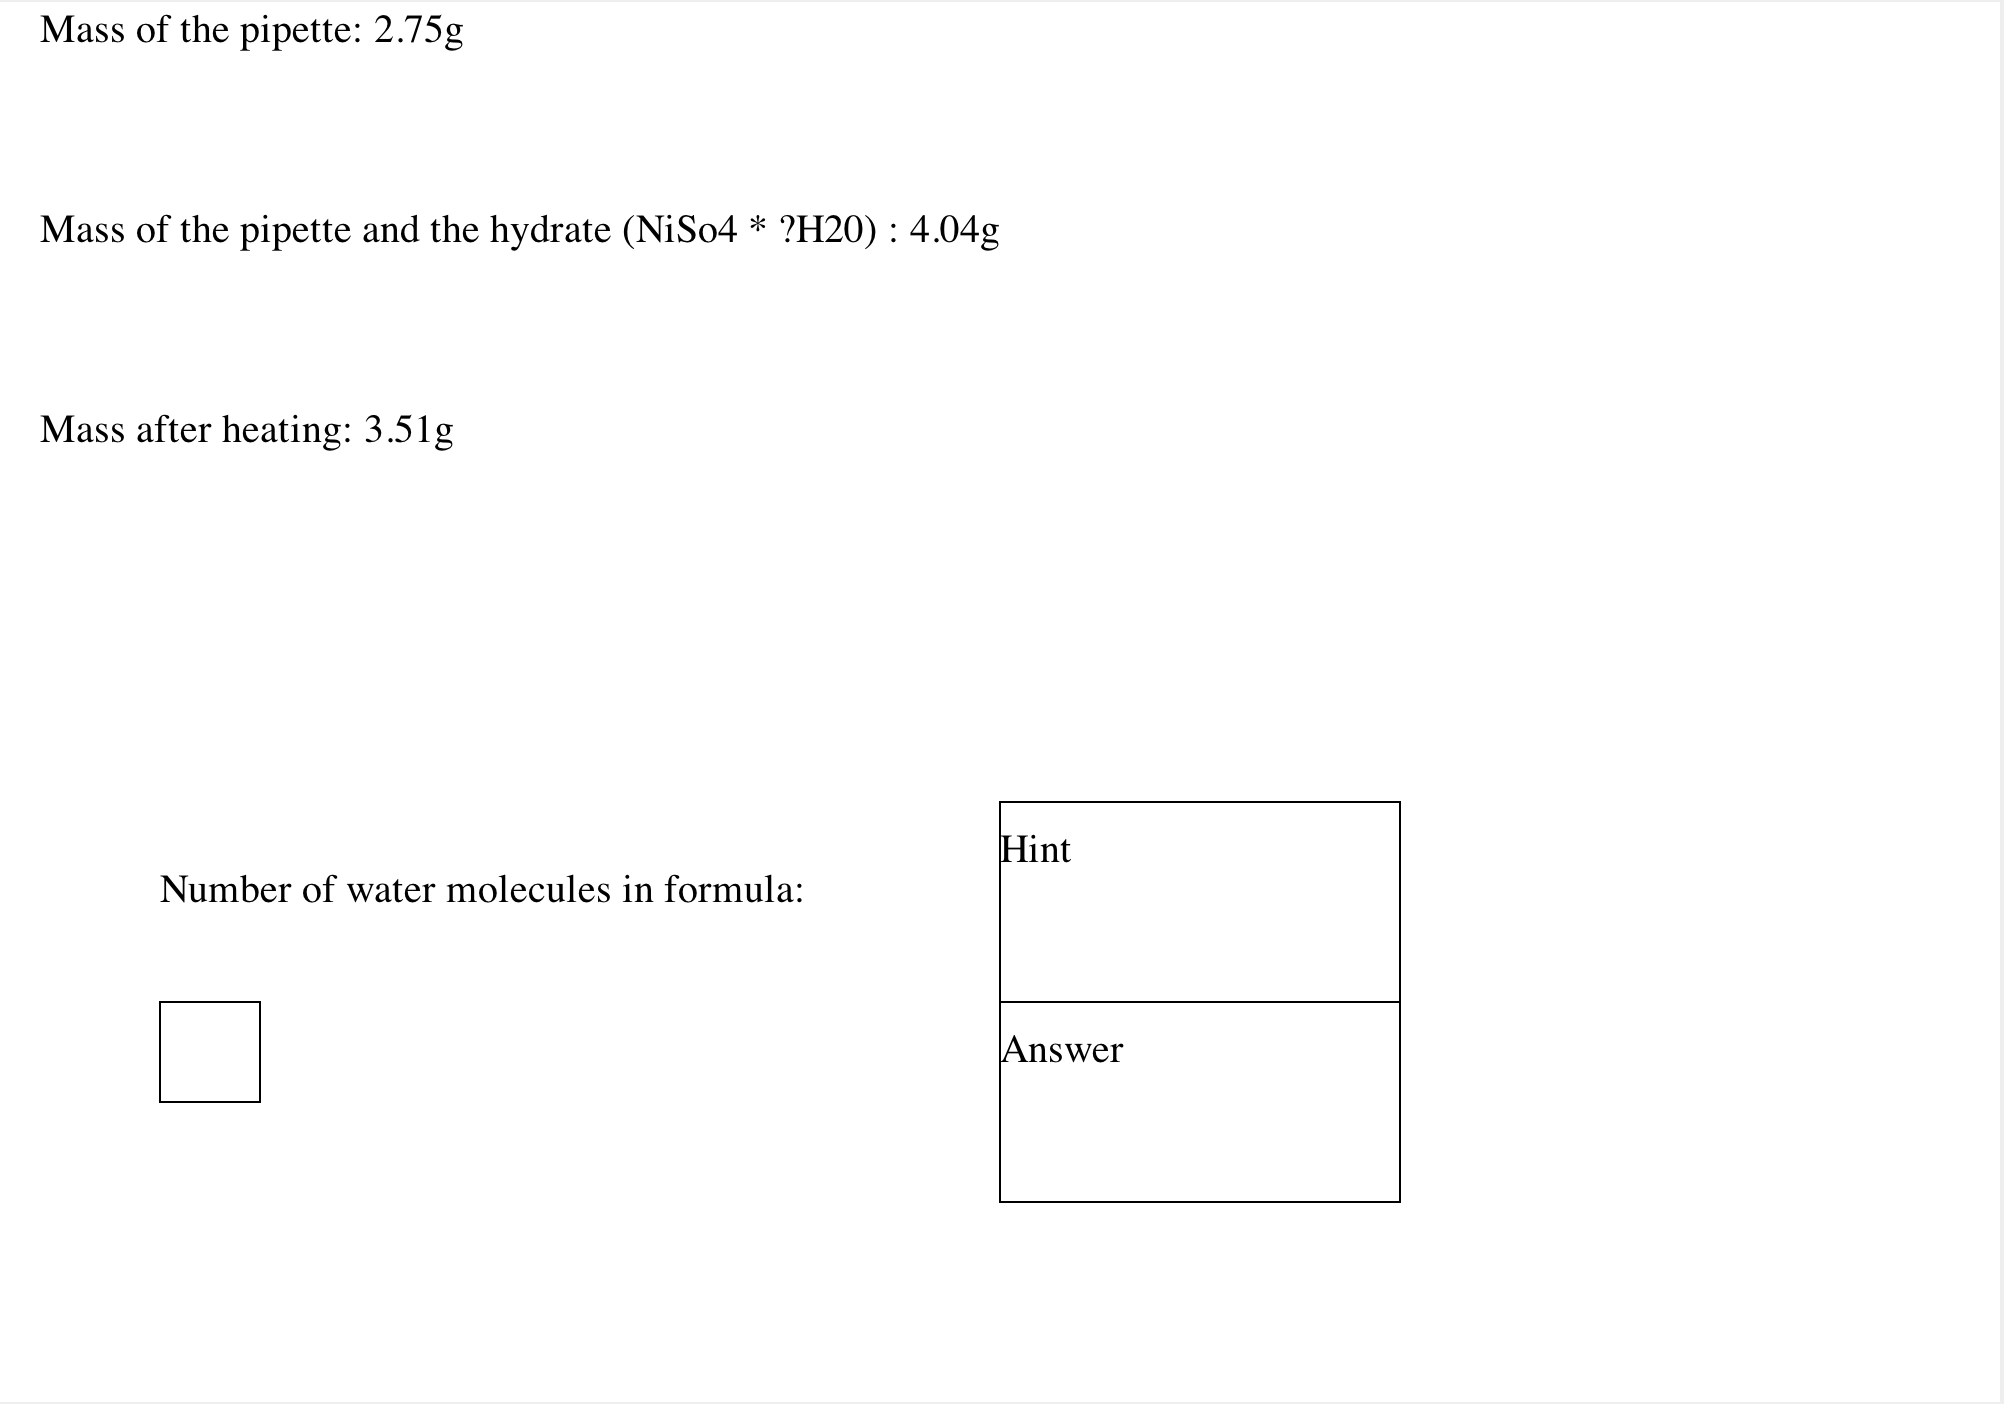 Mass of the pipette: 2.75g
Mass of the pipette and the hydrate (NiSo4 * ?H20) : 4.04g
Mass after heating: 3.51g
Number of water molecules in formula:
Hint
Answer